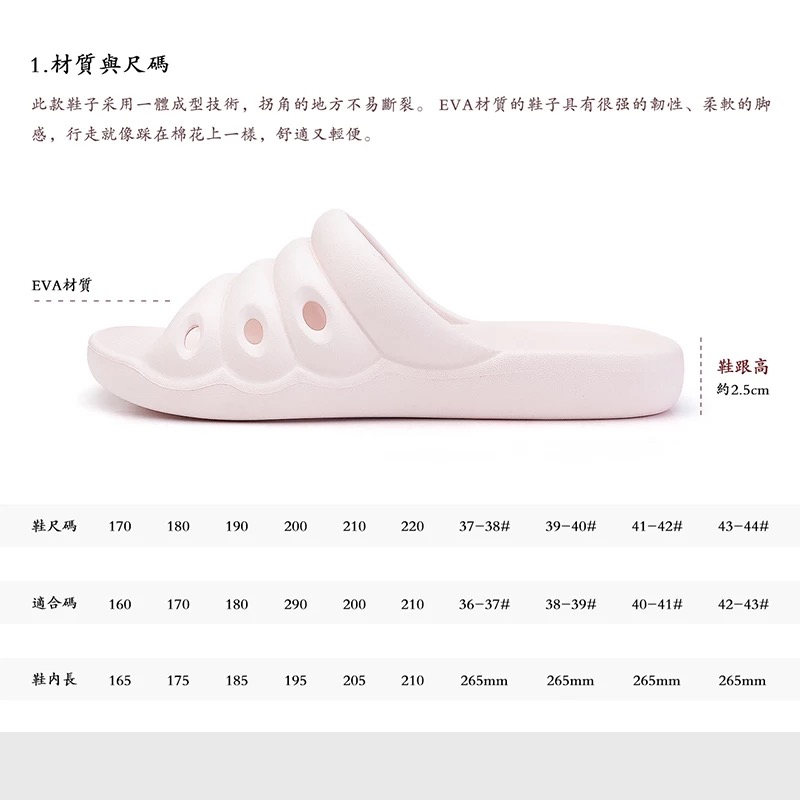 1.材質與尺碼
此款鞋子采用一體成型技術，拐角的地方不易斷裂。 EVA材質的鞋子具有很强的韌性、柔軟的脚
感，行走就像踩在棉花上一樣，舒適又輕便。
EVA材質
鞋跟高
約2.5cm
鞋尺碼 170 180 190 200 210 220 37-38# 39-40# 41-42# 43-44#
適合碼 160 170 180 290 200 210 36-37# 38-39# 40-41# 42-43#
鞋內長 165 175 185 195 205 210 265mm 265mm 265mm 265mm